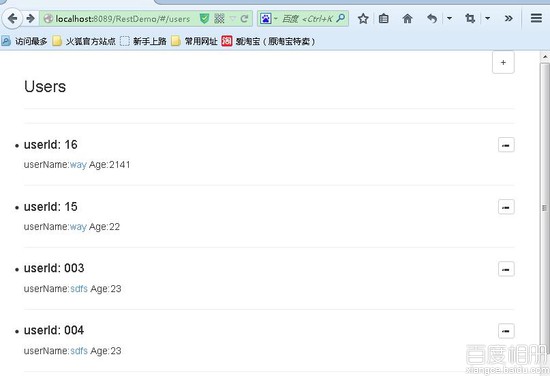 localhost:8089/RestDemo/#/users
百度 <Ctrl+K
访问最多 火狐官方站点 新手上路 常用网址 爱淘宝（原淘宝特卖）
+
Users
userId: 16
userName:way Age:2141
userId: 15
userName:way Age:22
userId: 003
userName:sdfs Age:23
userId: 004
userName:sdfs Age:23
百度相册
xiangce.baidu.com